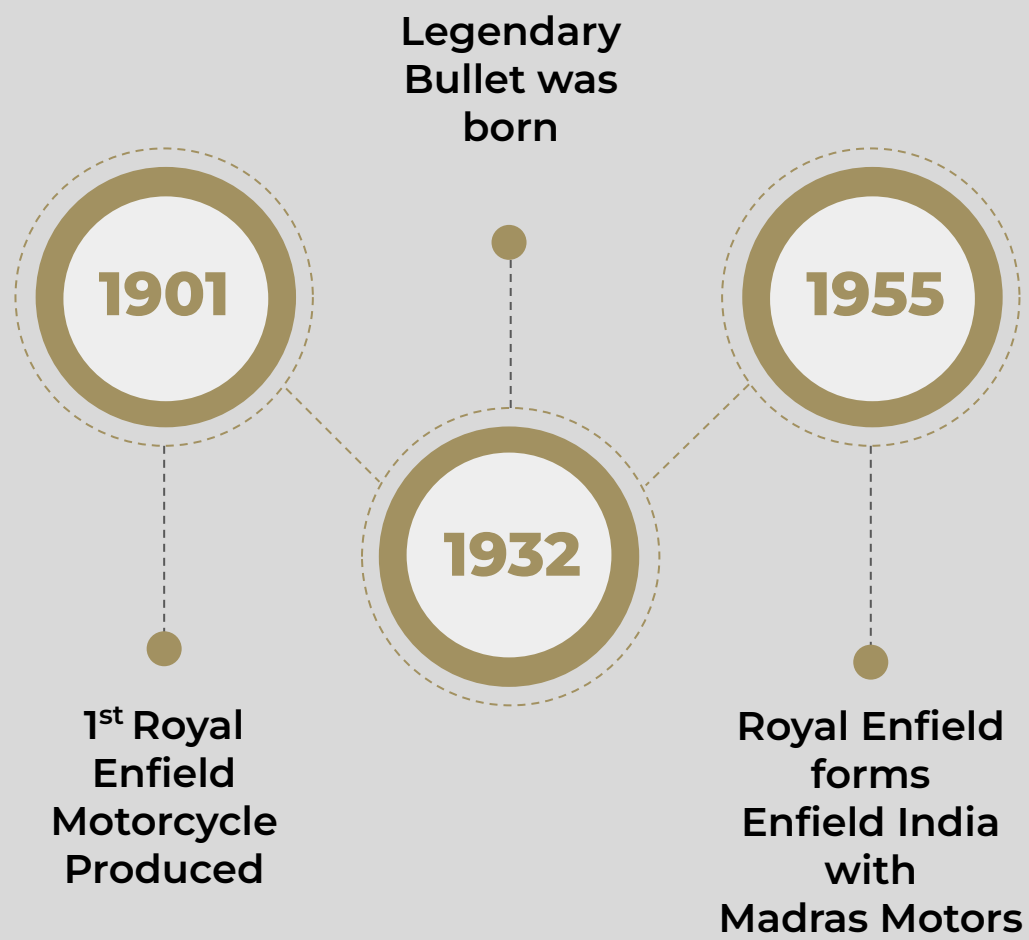 Legendary
Bullet was
born
1901
1955
1932
1st Royal
Enfield
Motorcycle
Produced
Royal Enfield
forms
Enfield India
with
Madras Motors